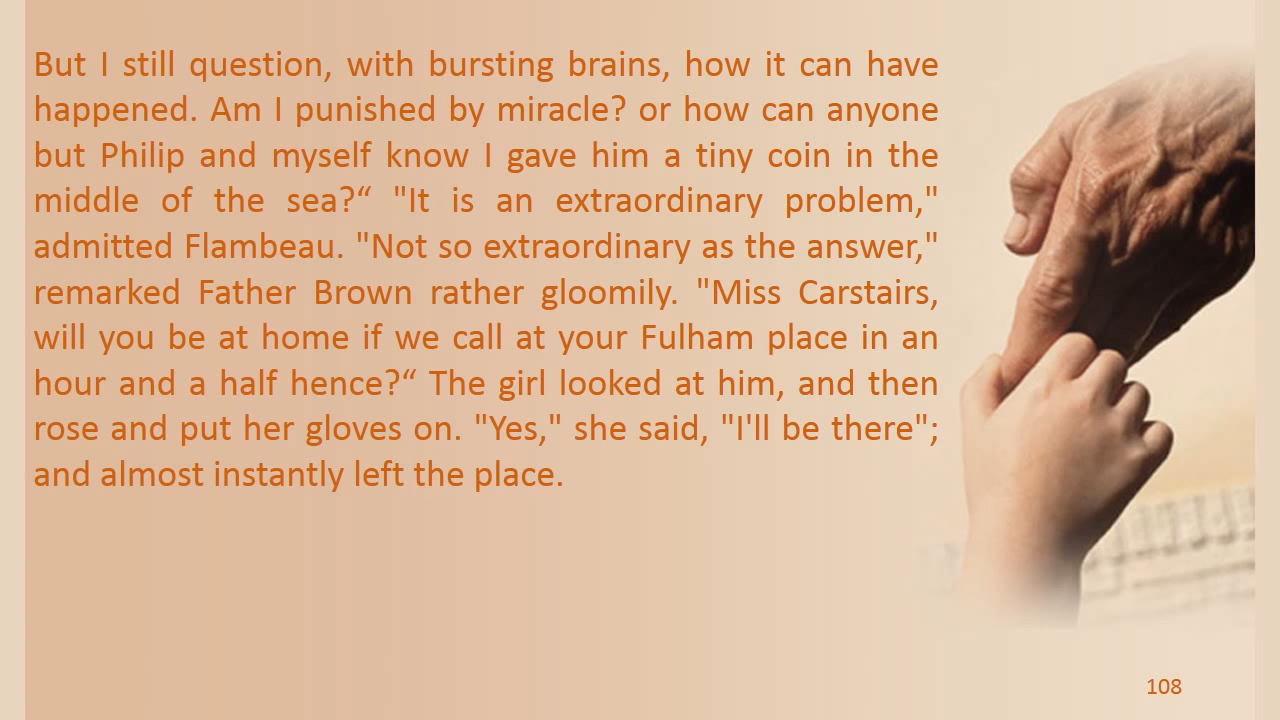 But I still question, with bursting brains, how it can have
happened. Am I punished by miracle? or how can anyone
but Philip and myself know I gave him a tiny coin in the
middle of the sea?“ "It is an extraordinary problem,"
admitted Flambeau. "Not so extraordinary as the answer,"
remarked Father Brown rather gloomily. "Miss Carstairs,
will you be at home if we call at your Fulham place in an
hour and a half hence?“ The girl looked at him, and then
rose and put her gloves on. "Yes," she said, "I'll be there";
and almost instantly left the place.
108